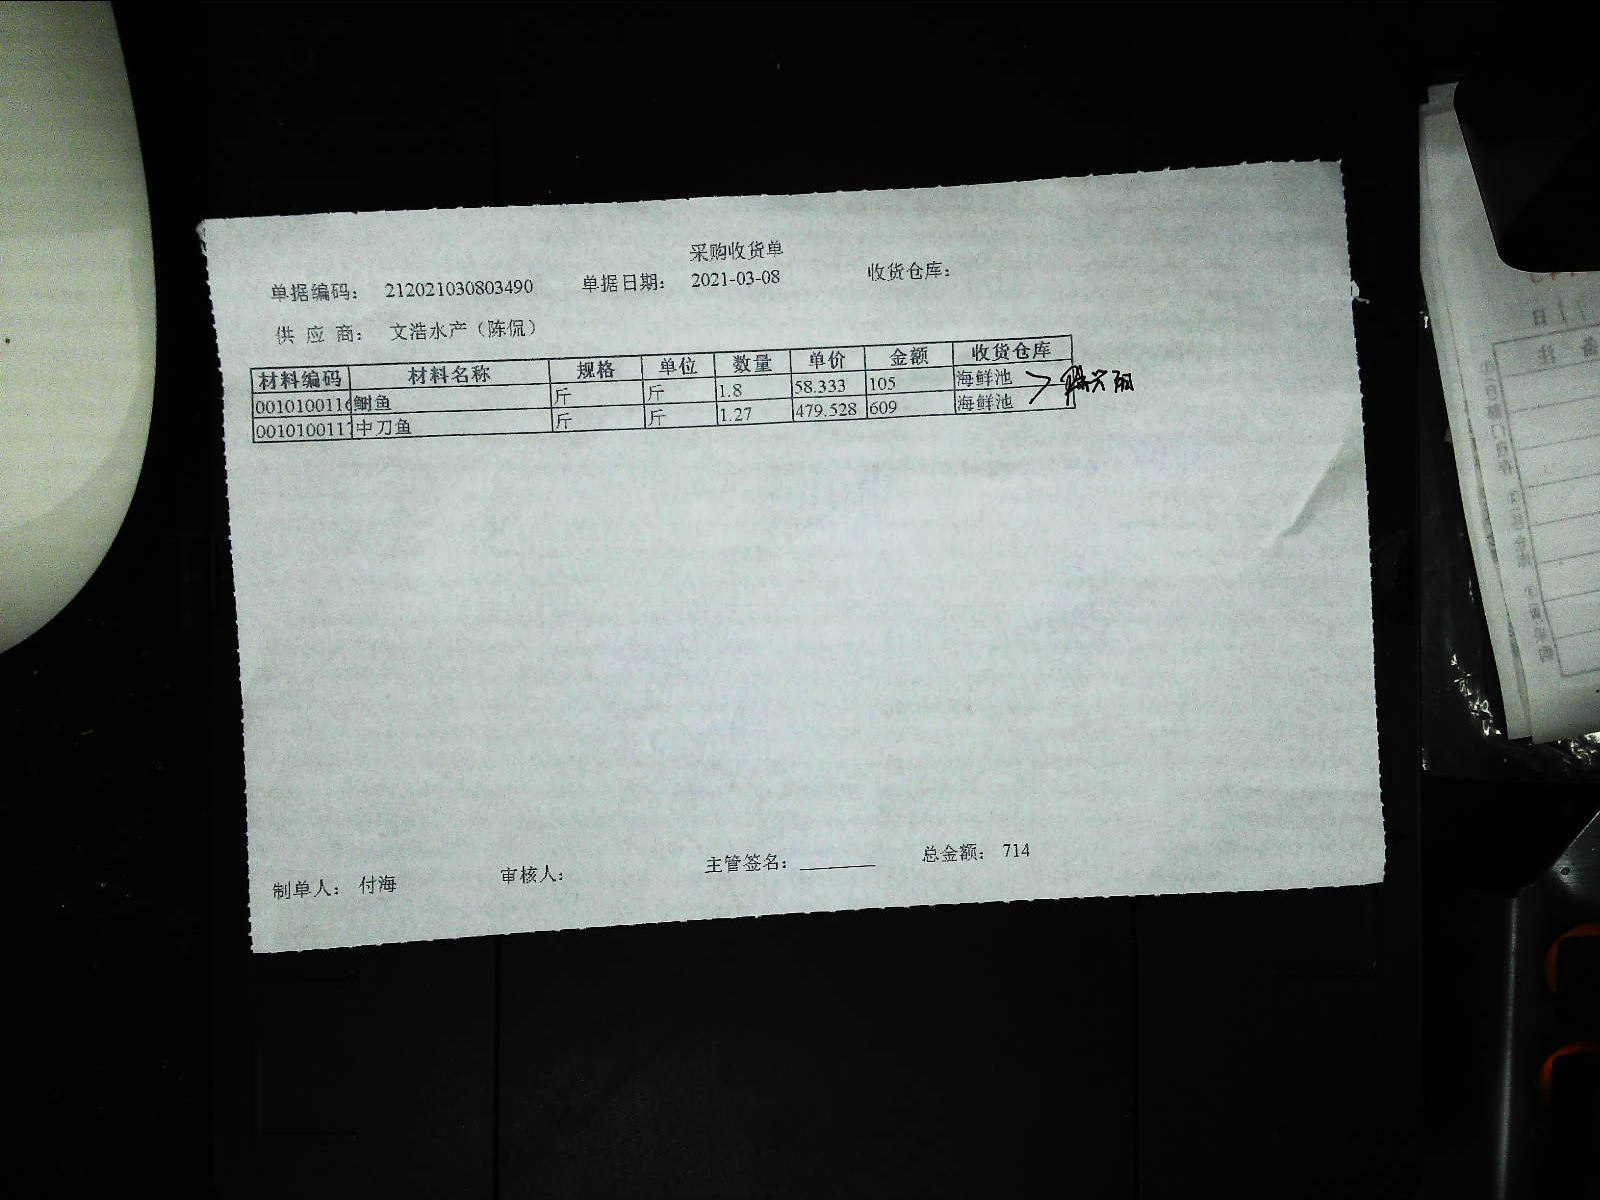 采购收货单
单据编码： 212021030803490 单据日期： 2021-03-08 收货仓库：
供 应 商： 文浩水产（陈侃）
材料编码 材料名称 规格 单位 数量 单价 金额 收货仓库
0010100116 鲥鱼 斤 斤 1.8 58.333 105 海鲜池
0010100117 中刀鱼 斤 斤 1.27 479.528 609 海鲜池
制单人： 付海 审核人： 主管签名： 总金额： 714